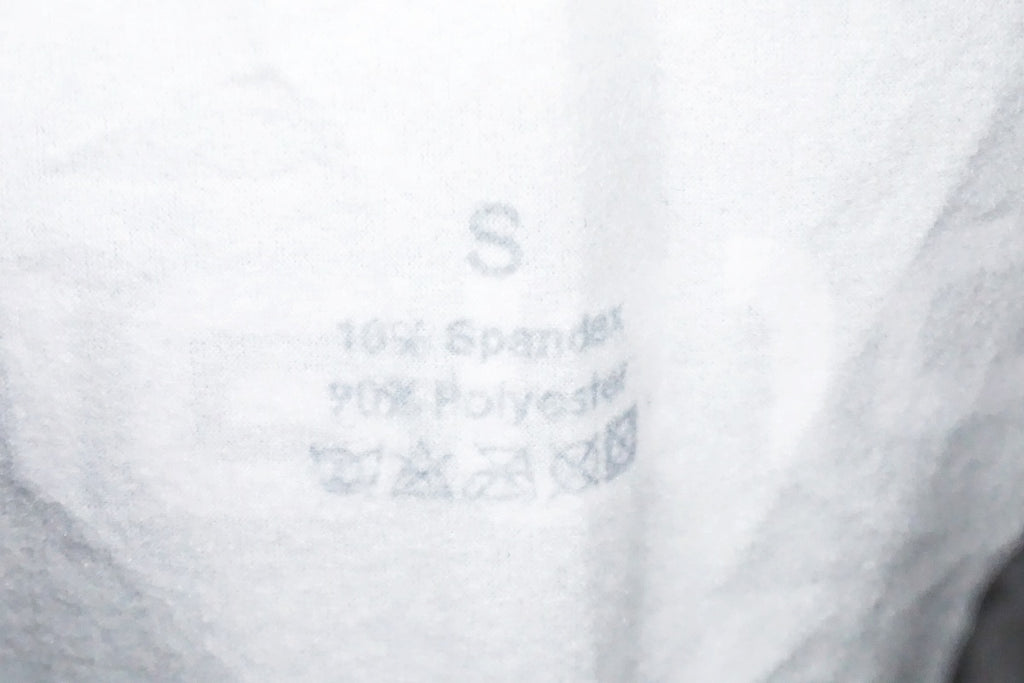 S
10% Spandex
90% Polyester